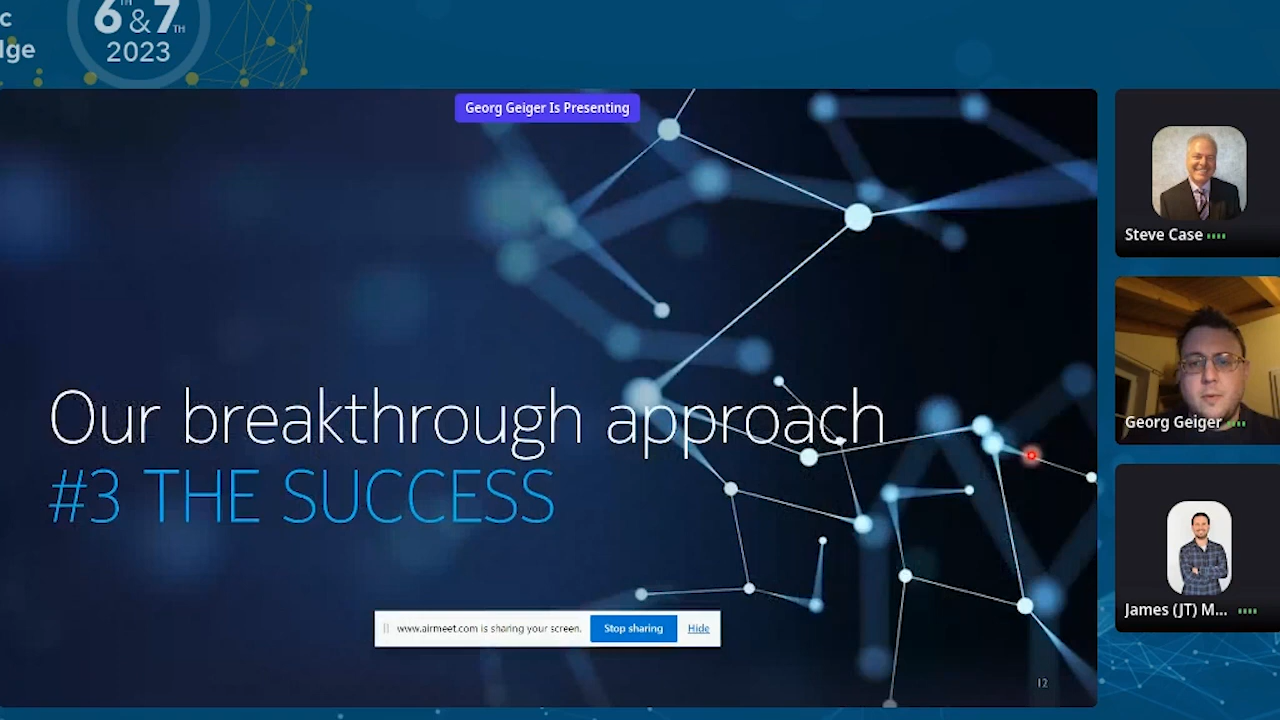 c
dge
6TH & 7TH
2023
Georg Geiger Is Presenting
Steve Case
Georg Geiger
James (JT) M...
Our breakthrough approach
#3 THE SUCCESS
www.airmeet.com is sharing your screen.
Stop sharing
Hide
12